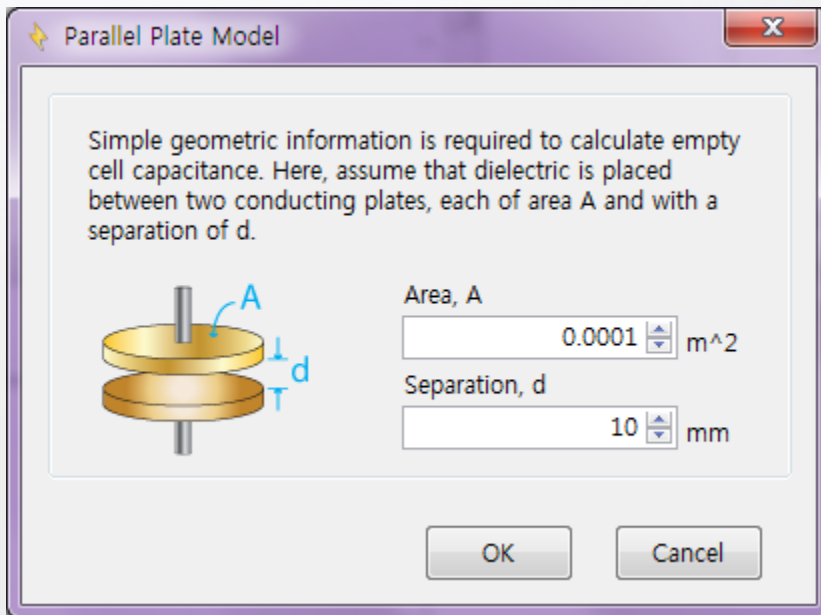 Parallel Plate Model
Simple geometric information is required to calculate empty
cell capacitance. Here, assume that dielectric is placed
between two conducting plates, each of area A and with a
separation of d.
A
d
Area, A
0.0001 m^2
Separation, d
10 mm
OK Cancel